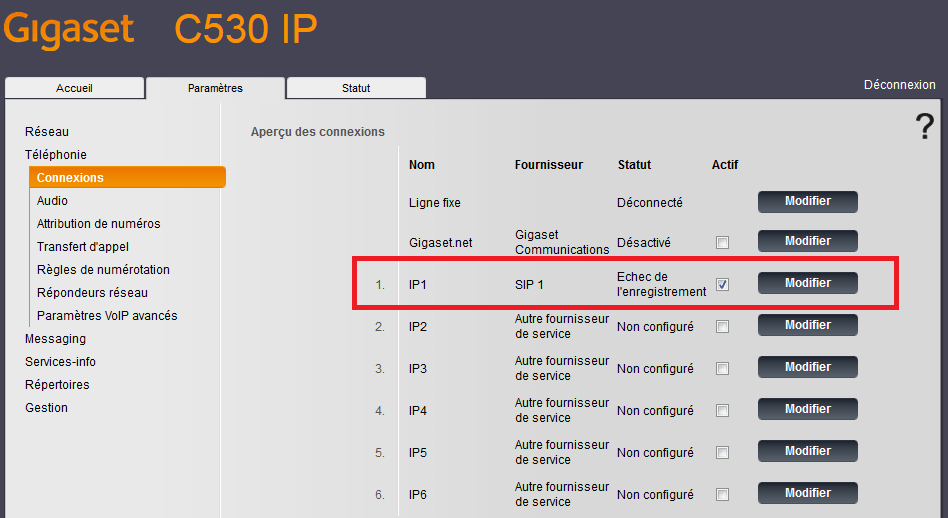 Gigaset C530 IP
Accueil Paramètres Statut Déconnexion
Réseau
Téléphonie
Connexions
Audio
Attribution de numéros
Transfert d'appel
Règles de numérotation
Répondeurs réseau
Paramètres VoIP avancés
Messaging
Services-info
Répertoires
Gestion
Aperçu des connexions ?
Nom Fournisseur Statut Actif
Ligne fixe Déconnecté Modifier
Gigaset.net Gigaset Communications Désactivé Modifier
1. IP1 SIP 1 Echec de l'enregistrement Modifier
2. IP2 Autre fournisseur de service Non configuré Modifier
3. IP3 Autre fournisseur de service Non configuré Modifier
4. IP4 Autre fournisseur de service Non configuré Modifier
5. IP5 Autre fournisseur de service Non configuré Modifier
6. IP6 Autre fournisseur de service Non configuré Modifier